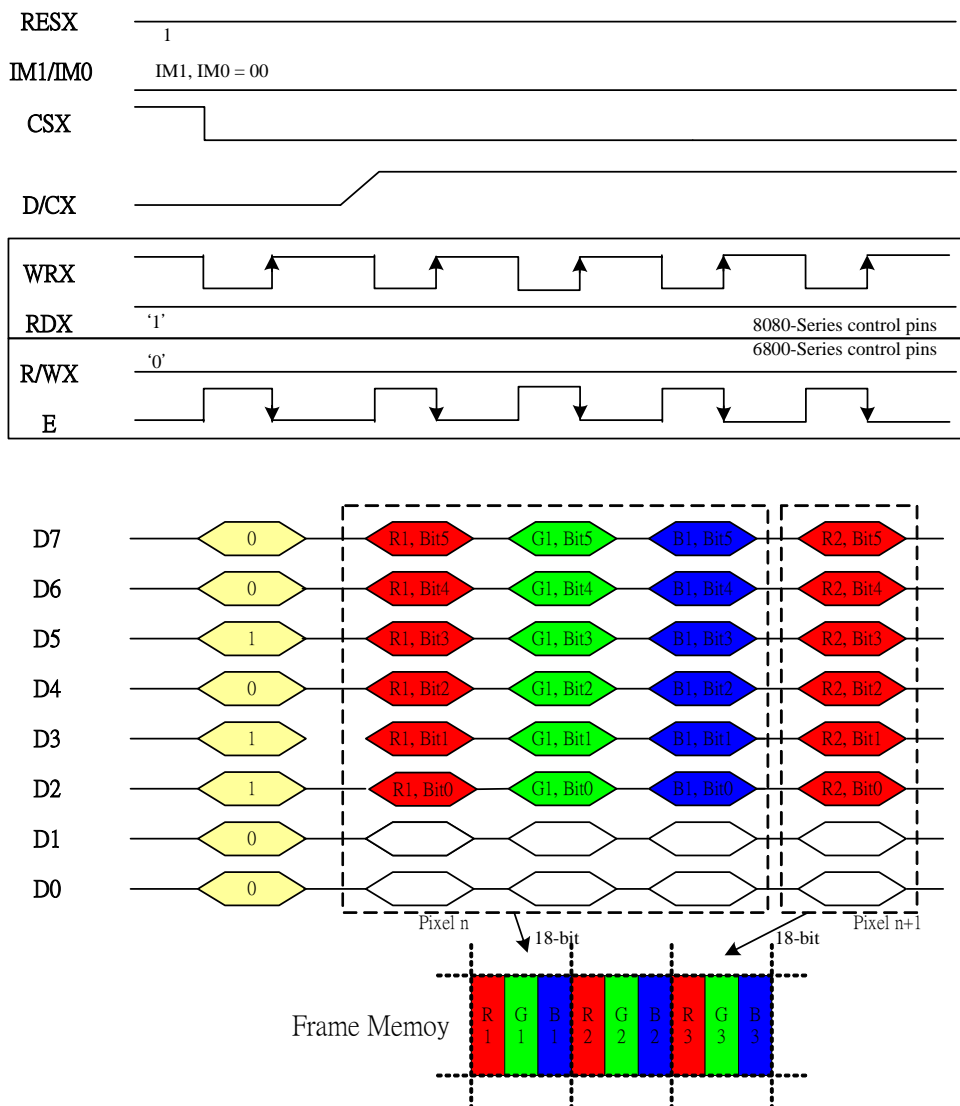 RESX
1
IM1/IM0
IM1, IM0 = 00
CSX
D/CX
WRX
RDX
‘1’
8080-Series control pins
6800-Series control pins
R/WX
‘0’
E
D7 0 R1, Bit5 G1, Bit5 B1, Bit5 R2, Bit5
D6 0 R1, Bit4 G1, Bit4 B1, Bit4 R2, Bit4
D5 1 R1, Bit3 G1, Bit3 B1, Bit3 R2, Bit3
D4 0 R1, Bit2 G1, Bit2 B1, Bit2 R2, Bit2
D3 1 R1, Bit1 G1, Bit1 B1, Bit1 R2, Bit1
D2 1 R1, Bit0 G1, Bit0 B1, Bit0 R2, Bit0
D1 0
D0 0
Pixel n
Pixel n+1
18-bit
18-bit
Frame Memoy
R G B R G B R G B
1 1 1 2 2 2 3 3 3